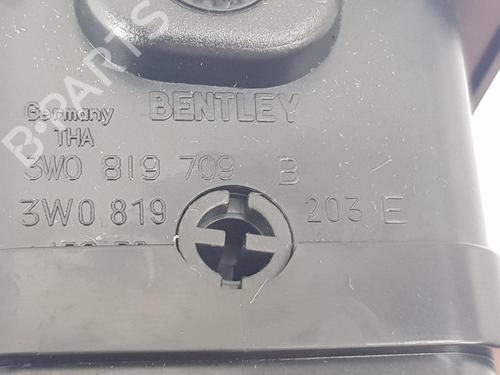 B-PARTS
Germany BENTLEY
THA
3W0 819 709 B
3W0 819 203 E